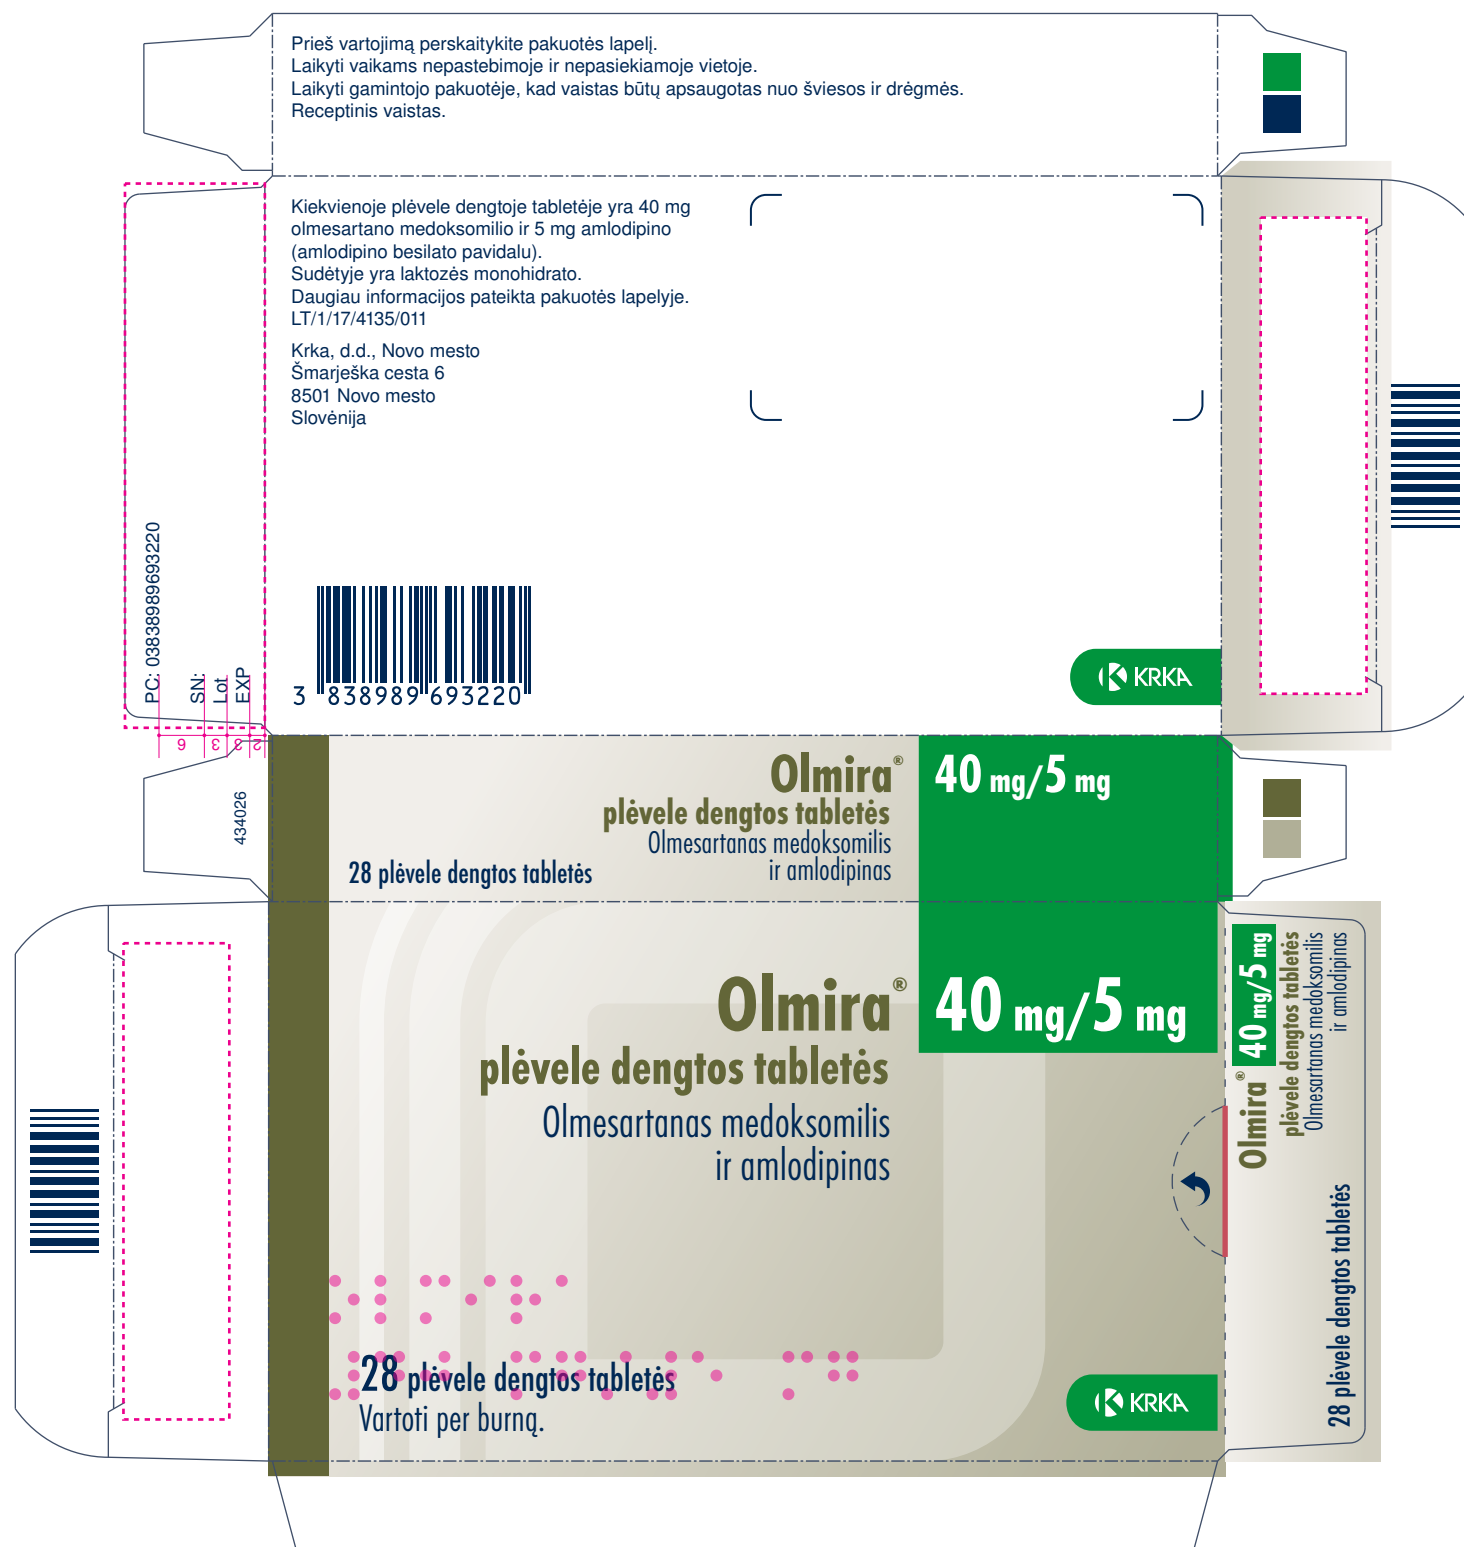 Prieš vartojimą perskaitykite pakuotės lapelį.
Laikyti vaikams nepastebimoje ir nepasiekiamoje vietoje.
Laikyti gamintojo pakuotėje, kad vaistas būtų apsaugotas nuo šviesos ir drėgmės.
Receptinis vaistas.
Kiekvienoje plėvele dengtoje tabletėje yra 40 mg
olmesartano medoksomilio ir 5 mg amlodipino
(amlodipino besilato pavidalu).
Sudėtyje yra laktozės monohidrato.
Daugiau informacijos pateikta pakuotės lapelyje.
LT/1/17/4135/011
Krka, d.d., Novo mesto
Šmarješka cesta 6
8501 Novo mesto
Slovėnija
PC: 03838989693220
SN:
Lot
EXP
6 3 3 2
3 838989 693220
KRKA
434026
Olmira®
plėvele dengtos tabletės
Olmesartanas medoksomilis
ir amlodipinas
28 plėvele dengtos tabletės
40 mg/5 mg
Olmira®
plėvele dengtos tabletės
Olmesartanas medoksomilis
ir amlodipinas
40 mg/5 mg
28 plėvele dengtos tabletės
Vartoti per burną.
KRKA
Olmira® 40 mg/5 mg
plėvele dengtos tabletės
Olmesartanas medoksomilis
ir amlodipinas
28 plėvele dengtos tabletės